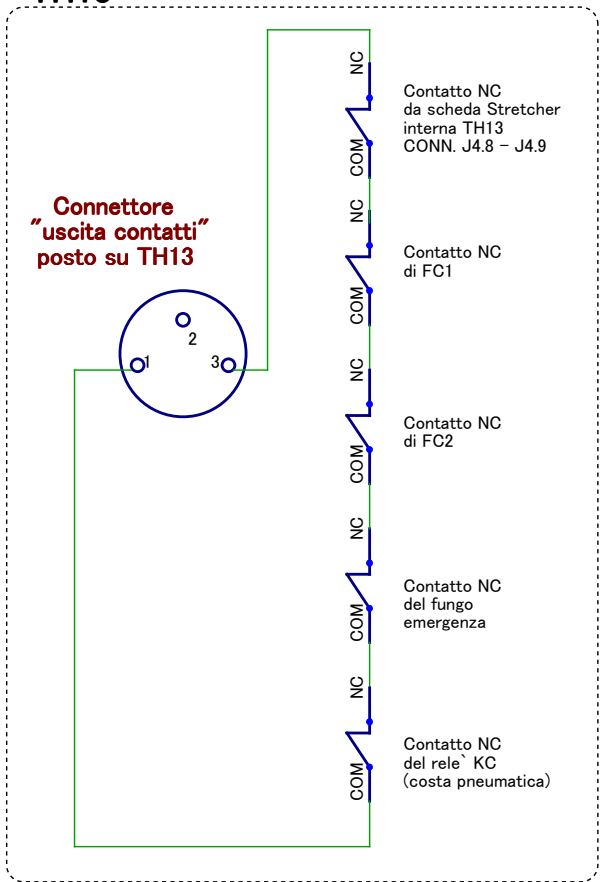 Connettore
"uscita contatti"
posto su TH13
1
2
3
NC
COM
Contatto NC
da scheda Stretcher
interna TH13
CONN. J4.8 - J4.9
NC
COM
Contatto NC
di FC1
NC
COM
Contatto NC
di FC2
NC
COM
Contatto NC
del fungo
emergenza
NC
COM
Contatto NC
del rele` KC
(costa pneumatica)